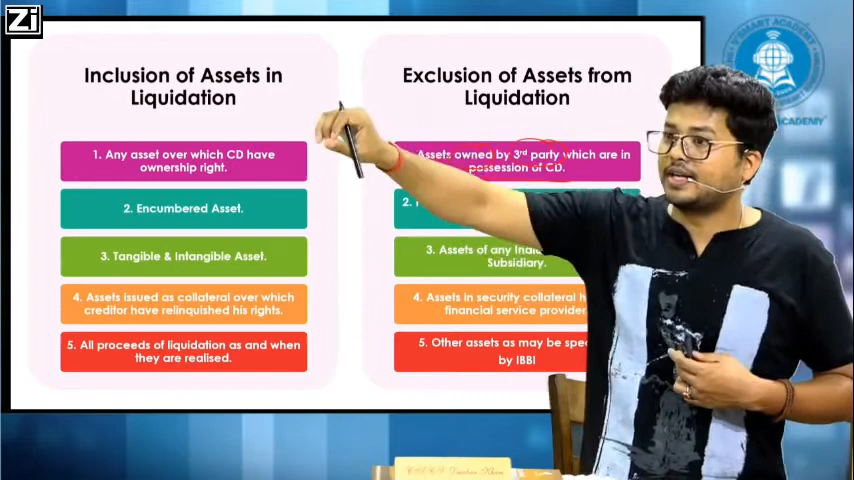 Zi
Inclusion of Assets in
Liquidation
Exclusion of Assets from
Liquidation
1. Any asset over which CD have
ownership right.
2. Encumbered Asset.
3. Tangible & Intangible Asset.
4. Assets issued as collateral over which
creditor have relinquished his rights.
5. All proceeds of liquidation as and when
they are realised.
Assets owned by 3rd party which are in
possession of CD.
2.
3. Assets of any
Subsidiary.
4. Assets in security collateral
financial service provider
5. Other assets as may be
by IBBI
SMART ACADEMY
ACADEMY